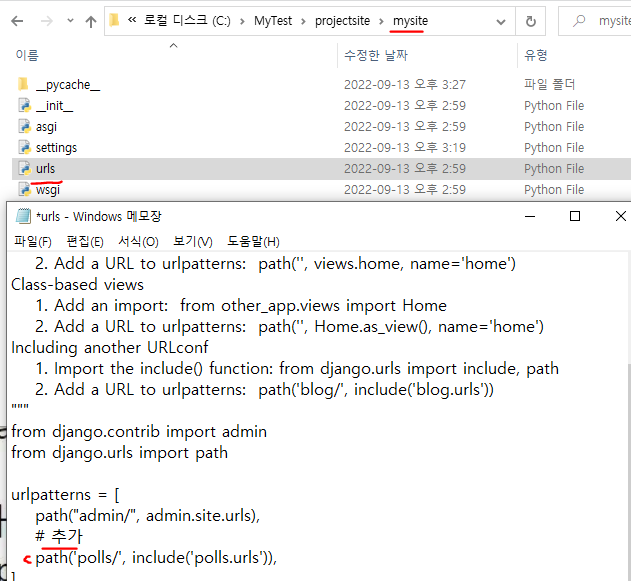 « 로컬 디스크 (C:) > MyTest > projectsite > mysite
mysite
이름 수정한 날짜 유형
__pycache__ 2022-09-13 오후 3:27 파일 폴더
__init__ 2022-09-13 오후 2:59 Python File
asgi 2022-09-13 오후 2:59 Python File
settings 2022-09-13 오후 3:19 Python File
urls 2022-09-13 오후 2:59 Python File
wsgi 2022-09-13 오후 2:59 Python File
*urls - Windows 메모장
파일(F) 편집(E) 서식(O) 보기(V) 도움말(H)
2. Add a URL to urlpatterns:  path('', views.home, name='home')
Class-based views
1. Add an import:  from other_app.views import Home
2. Add a URL to urlpatterns:  path('', Home.as_view(), name='home')
Including another URLconf
1. Import the include() function: from django.urls import include, path
2. Add a URL to urlpatterns:  path('blog/', include('blog.urls'))
"""
from django.contrib import admin
from django.urls import path
urlpatterns = [
path("admin/", admin.site.urls),
# 추가
path('polls/', include('polls.urls')),
]